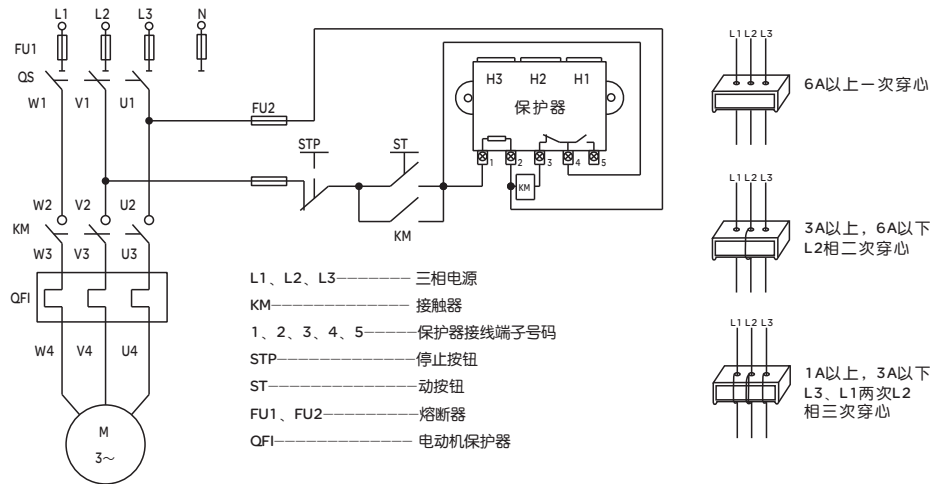 L1 L2 L3 N
FU1
QS
W1 V1 U1
FU2
STP ST
H3 H2 H1
保护器
1 2 3 4 5
KM
KM
W2 V2 U2
KM
W3 V3 U3
QFI
W4 V4 U4
M
3～
L1、L2、L3———————— 三相电源
KM—————————————— 接触器
1、2、3、4、5—————保护器接线端子号码
STP——————————————停止按钮
ST———————————————动按钮
FU1、FU2——————————熔断器
QFI—————————————— 电动机保护器
L1 L2 L3
6A以上一次穿心
L1 L2 L3
3A以上，6A以下
L2相二次穿心
L1 L2 L3
1A以上，3A以下
L3、L1两次L2
相三次穿心